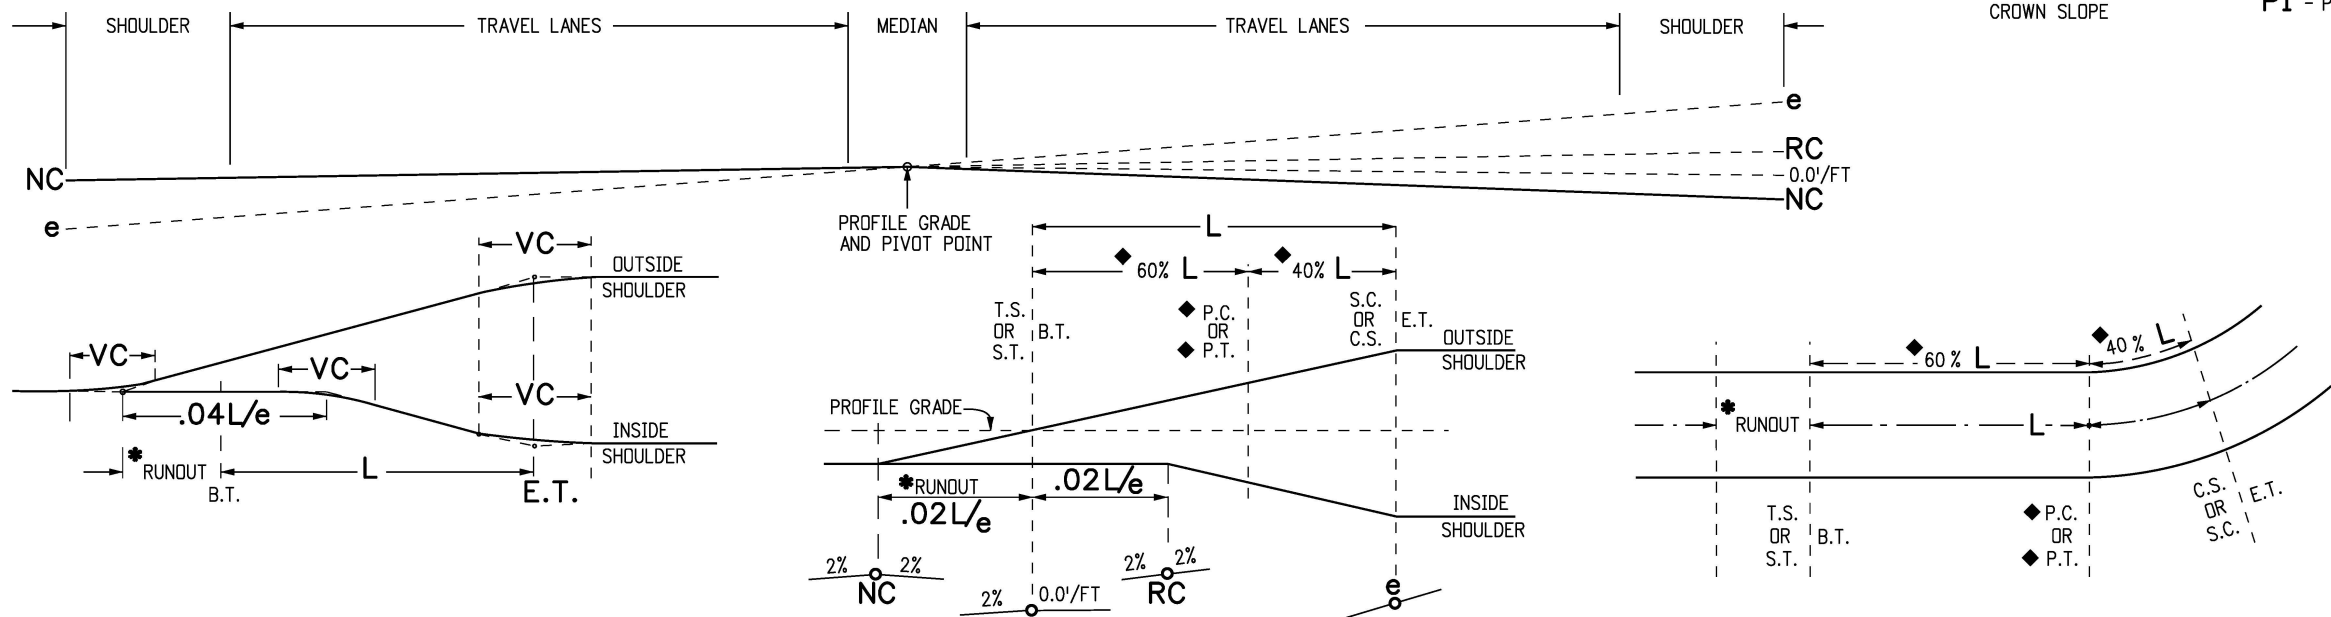 SHOULDER TRAVEL LANES MEDIAN TRAVEL LANES SHOULDER
CROWN SLOPE
PI - P
e
RC
0.0'/FT
NC
NC
e
PROFILE GRADE
AND PIVOT POINT
VC
OUTSIDE
SHOULDER
VC
VC
.04L/e
VC
INSIDE
SHOULDER
*RUNOUT
L
B.T.
E.T.
L
◆ 60% L ◆ 40% L
T.S.
OR
S.T.
B.T.
◆ P.C.
OR
◆ P.T.
S.C.
OR
C.S.
E.T.
OUTSIDE
SHOULDER
PROFILE GRADE
*RUNOUT
.02L/e
.02L/e
INSIDE
SHOULDER
2% 2%
NC
2% 0.0'/FT
2% 2%
RC
e
◆ 60% L
◆ 40% L
*
RUNOUT
L
T.S.
OR
S.T.
B.T.
◆ P.C.
OR
◆ P.T.
C.S.
OR
S.C.
E.T.